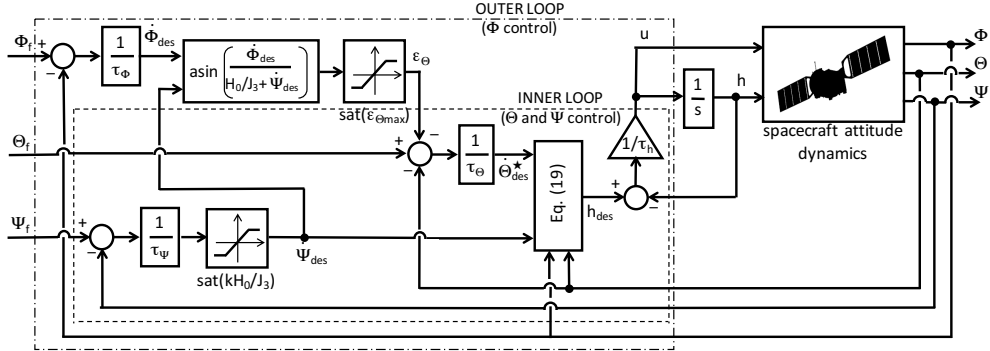 OUTER LOOP
(Φ control)
Φf
+
−
1
τΦ
Φ̇des
asin ( Φ̇des / H0/J3 + Ψ̇des )
εΘ
sat(εΘmax)
INNER LOOP
(Θ and Ψ control)
u
1
s
h
spacecraft attitude
dynamics
Φ
Θ
Ψ
Θf
−
+
−
1
τΘ
Θ̇★des
Eq. (19)
hdes
1/τh
+
−
Ψf
+
−
1
τΨ
sat(kH0/J3)
Ψ̇des